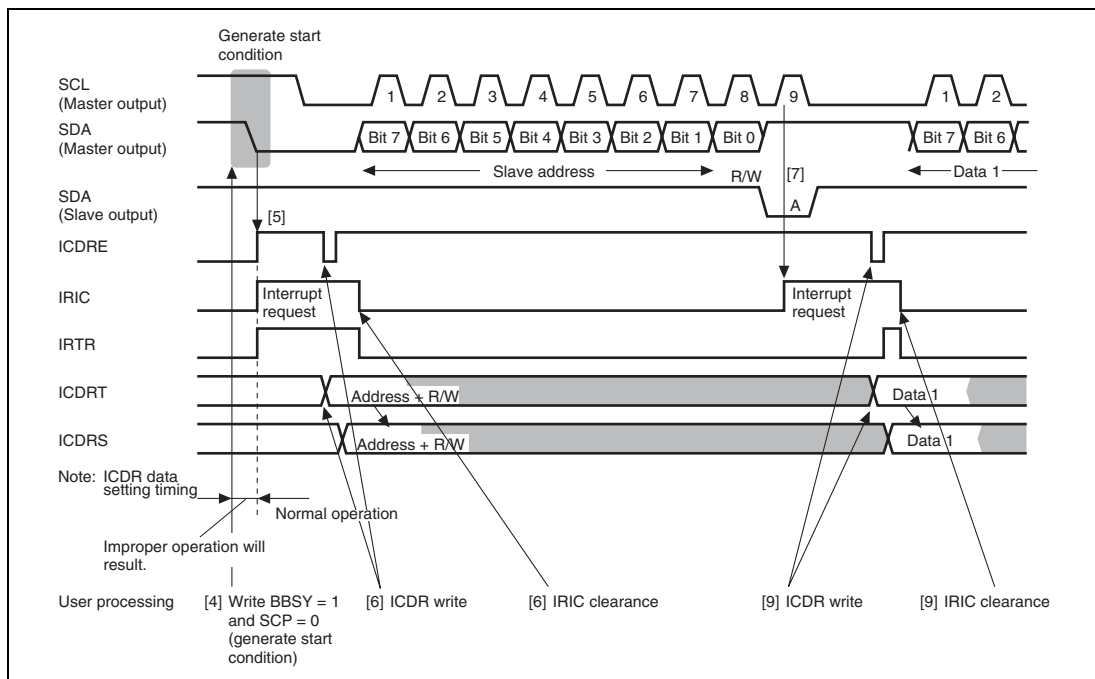 Generate start
condition
SCL
(Master output)
1 2 3 4 5 6 7 8 9 1 2
SDA
(Master output)
Bit 7 Bit 6 Bit 5 Bit 4 Bit 3 Bit 2 Bit 1 Bit 0 Bit 7 Bit 6
Slave address R/W [7] Data 1
SDA
(Slave output)
A
[5]
ICDRE
IRIC
Interrupt
request
Interrupt
request
IRTR
ICDRT
Address + R/W Data 1
ICDRS
Address + R/W Data 1
Note: ICDR data
setting timing
Normal operation
Improper operation will
result.
User processing [4] Write BBSY = 1
and SCP = 0
(generate start
condition)
[6] ICDR write [6] IRIC clearance [9] ICDR write [9] IRIC clearance